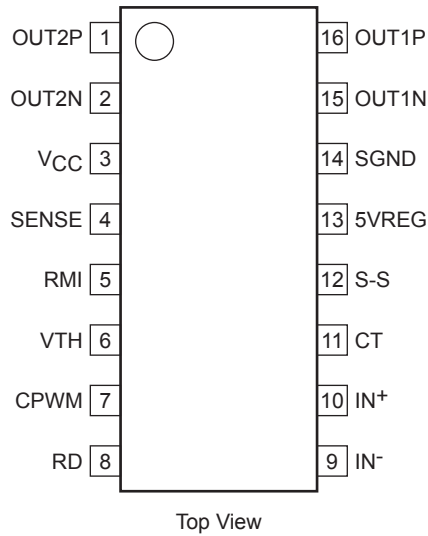 OUT2P 1 16 OUT1P
OUT2N 2 15 OUT1N
VCC 3 14 SGND
SENSE 4 13 5VREG
RMI 5 12 S-S
VTH 6 11 CT
CPWM 7 10 IN+
RD 8 9 IN-
Top View